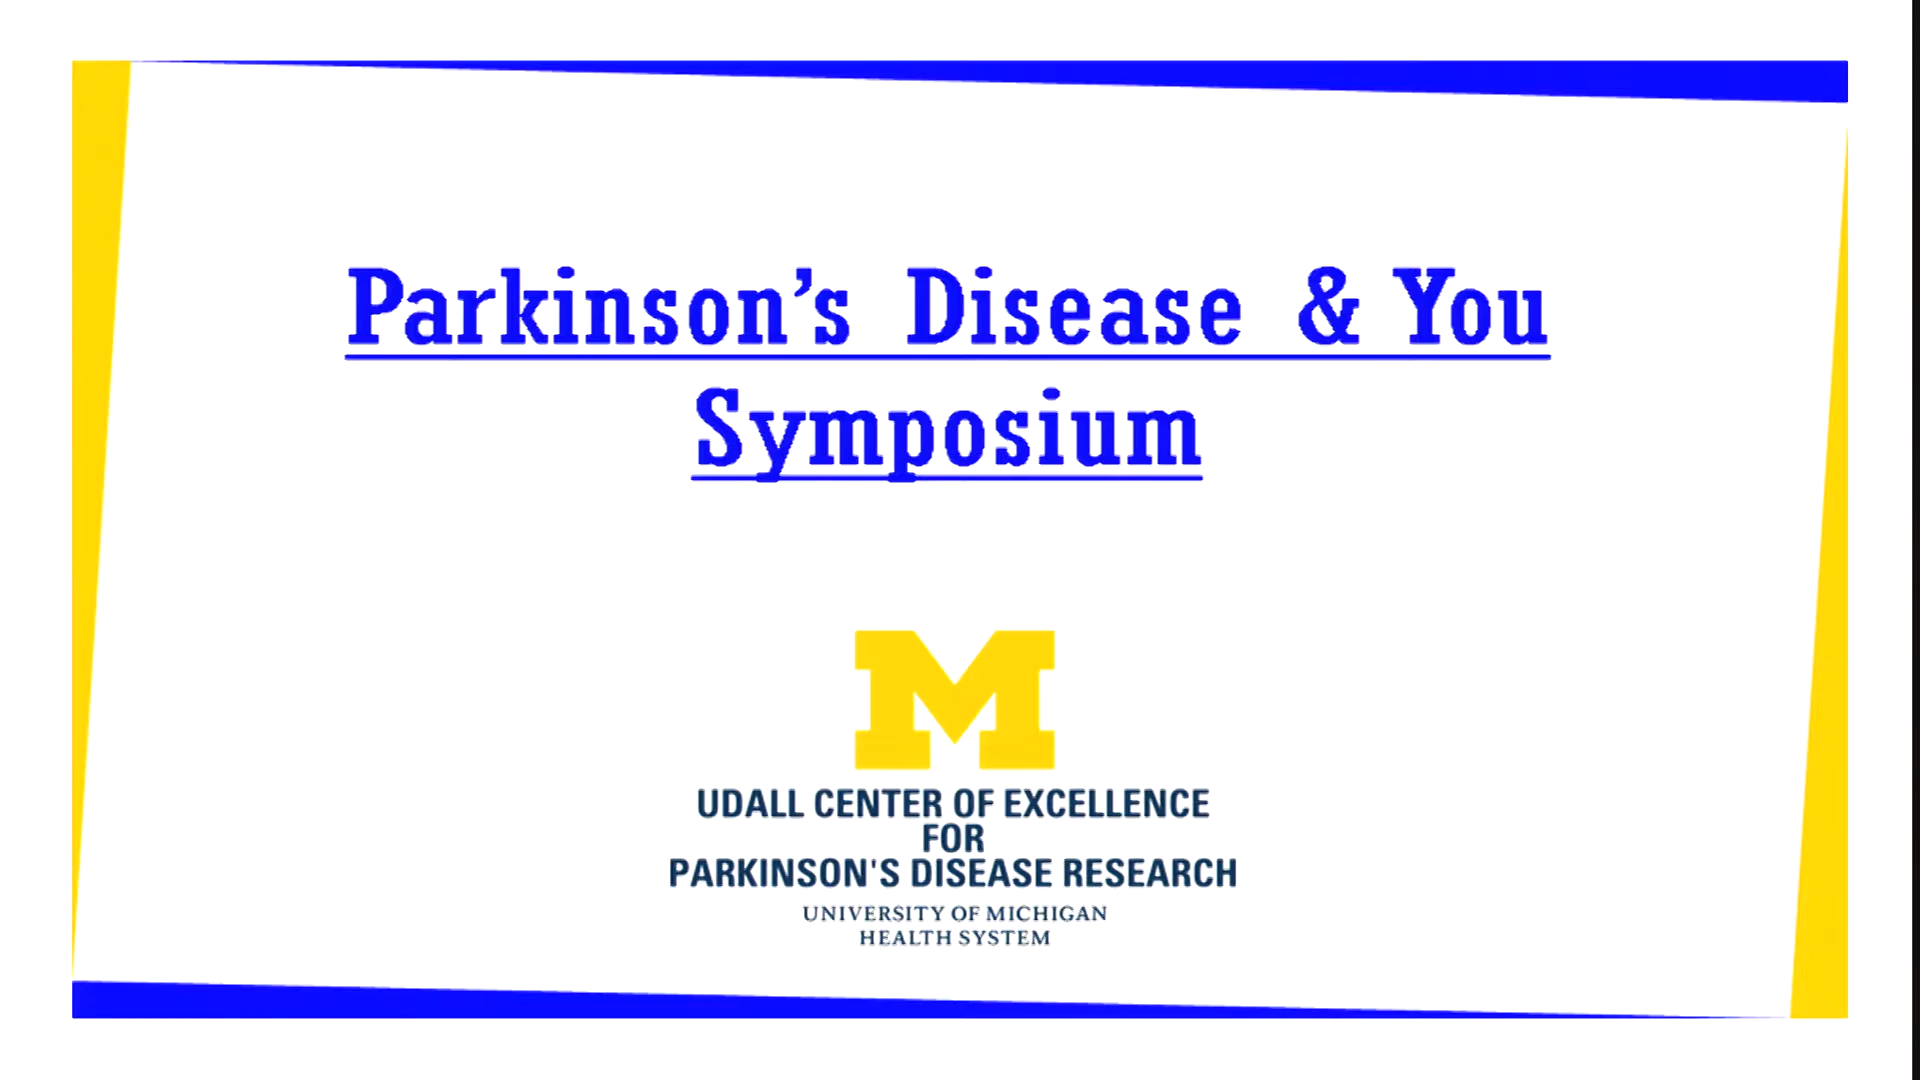 Parkinson’s Disease & You
Symposium
M
UDALL CENTER OF EXCELLENCE
FOR
PARKINSON'S DISEASE RESEARCH
UNIVERSITY OF MICHIGAN
HEALTH SYSTEM